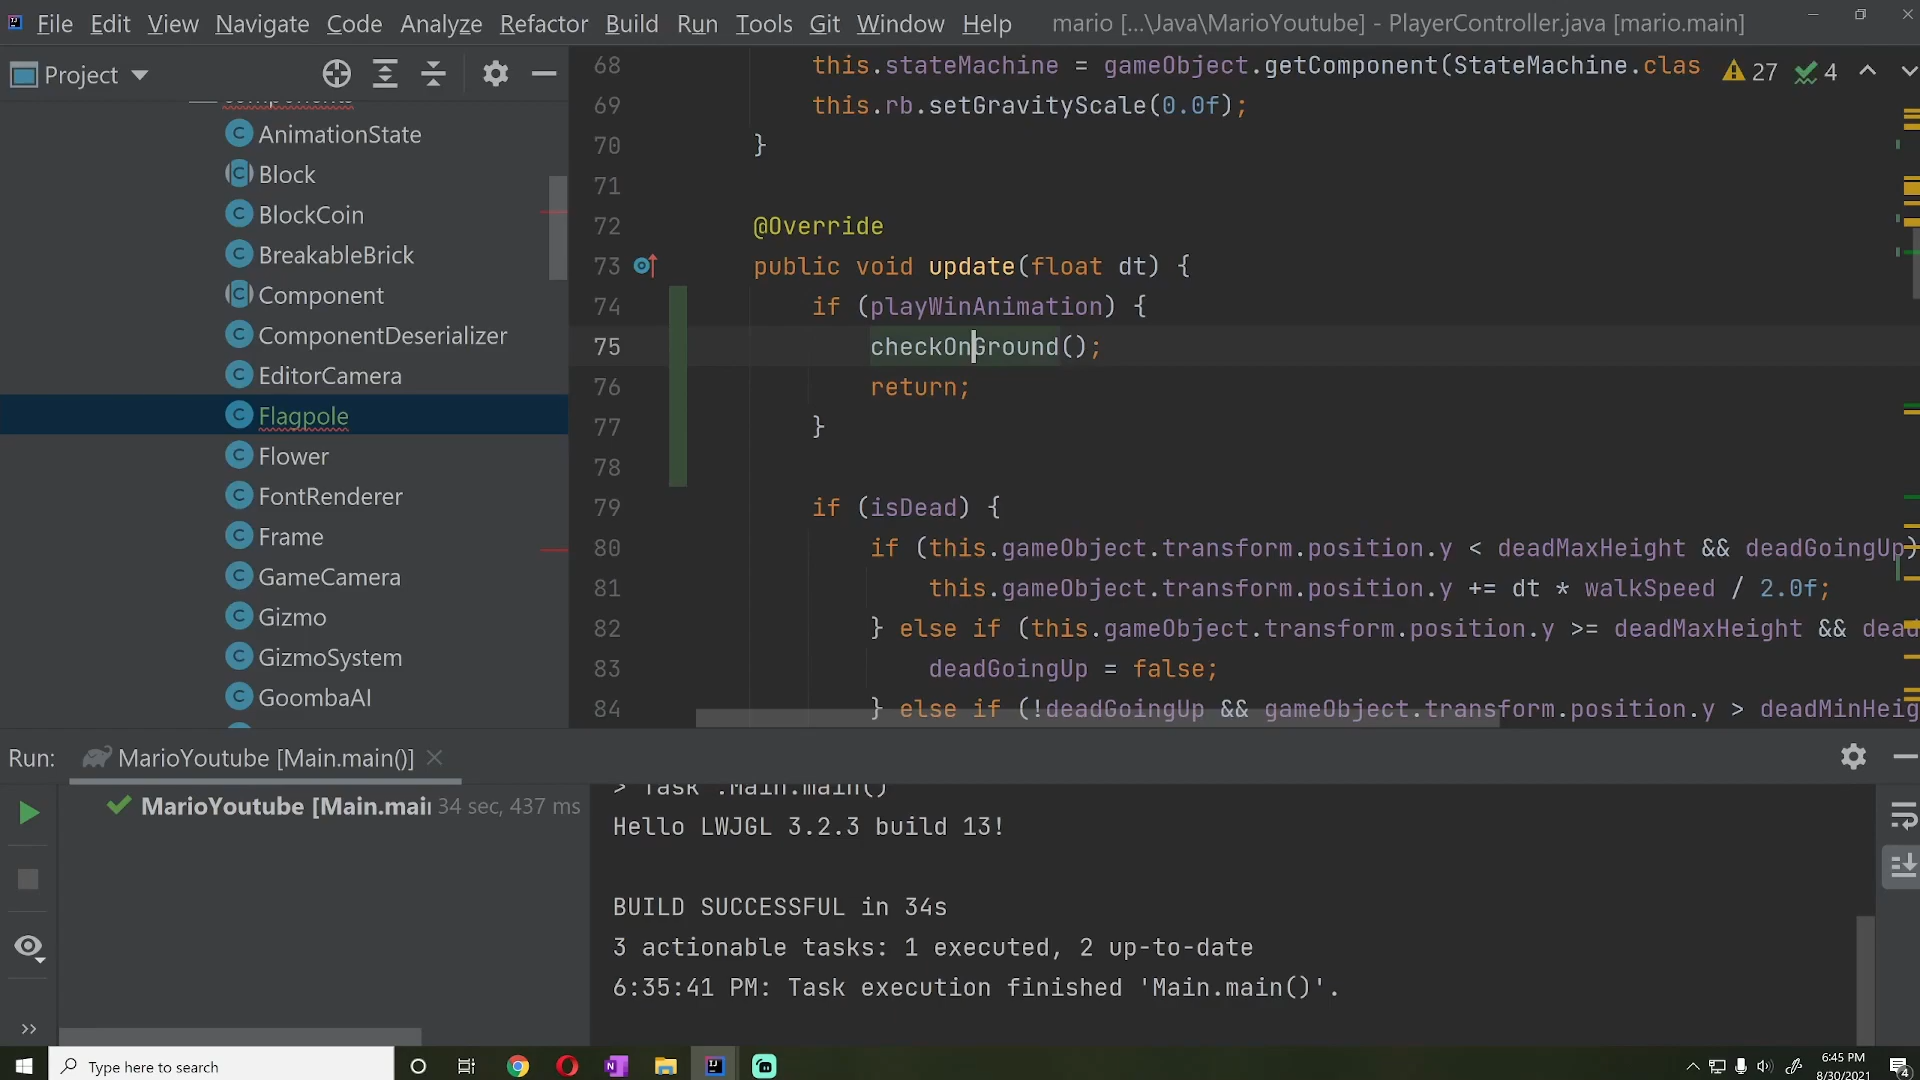 File Edit View Navigate Code Analyze Refactor Build Run Tools Git Window Help mario [...\Java\MarioYoutube] - PlayerController.java [mario.main]
Project
components
AnimationState
Block
BlockCoin
BreakableBrick
Component
ComponentDeserializer
EditorCamera
Flagpole
Flower
FontRenderer
Frame
GameCamera
Gizmo
GizmoSystem
GoombaAI
68 this.stateMachine = gameObject.getComponent(StateMachine.clas
27 4
69 this.rb.setGravityScale(0.0f);
70 }
71
72 @Override
73 public void update(float dt) {
74 if (playWinAnimation) {
75 checkOnGround();
76 return;
77 }
78
79 if (isDead) {
80 if (this.gameObject.transform.position.y < deadMaxHeight && deadGoingUp)
81 this.gameObject.transform.position.y += dt * walkSpeed / 2.0f;
82 } else if (this.gameObject.transform.position.y >= deadMaxHeight && dead
83 deadGoingUp = false;
84 } else if (!deadGoingUp && gameObject.transform.position.y > deadMinHeig
Run: MarioYoutube [Main.main()]
MarioYoutube [Main.mai 34 sec, 437 ms
> Task :Main.main()
Hello LWJGL 3.2.3 build 13!
BUILD SUCCESSFUL in 34s
3 actionable tasks: 1 executed, 2 up-to-date
6:35:41 PM: Task execution finished 'Main.main()'.
Type here to search
6:45 PM
8/30/2021
4